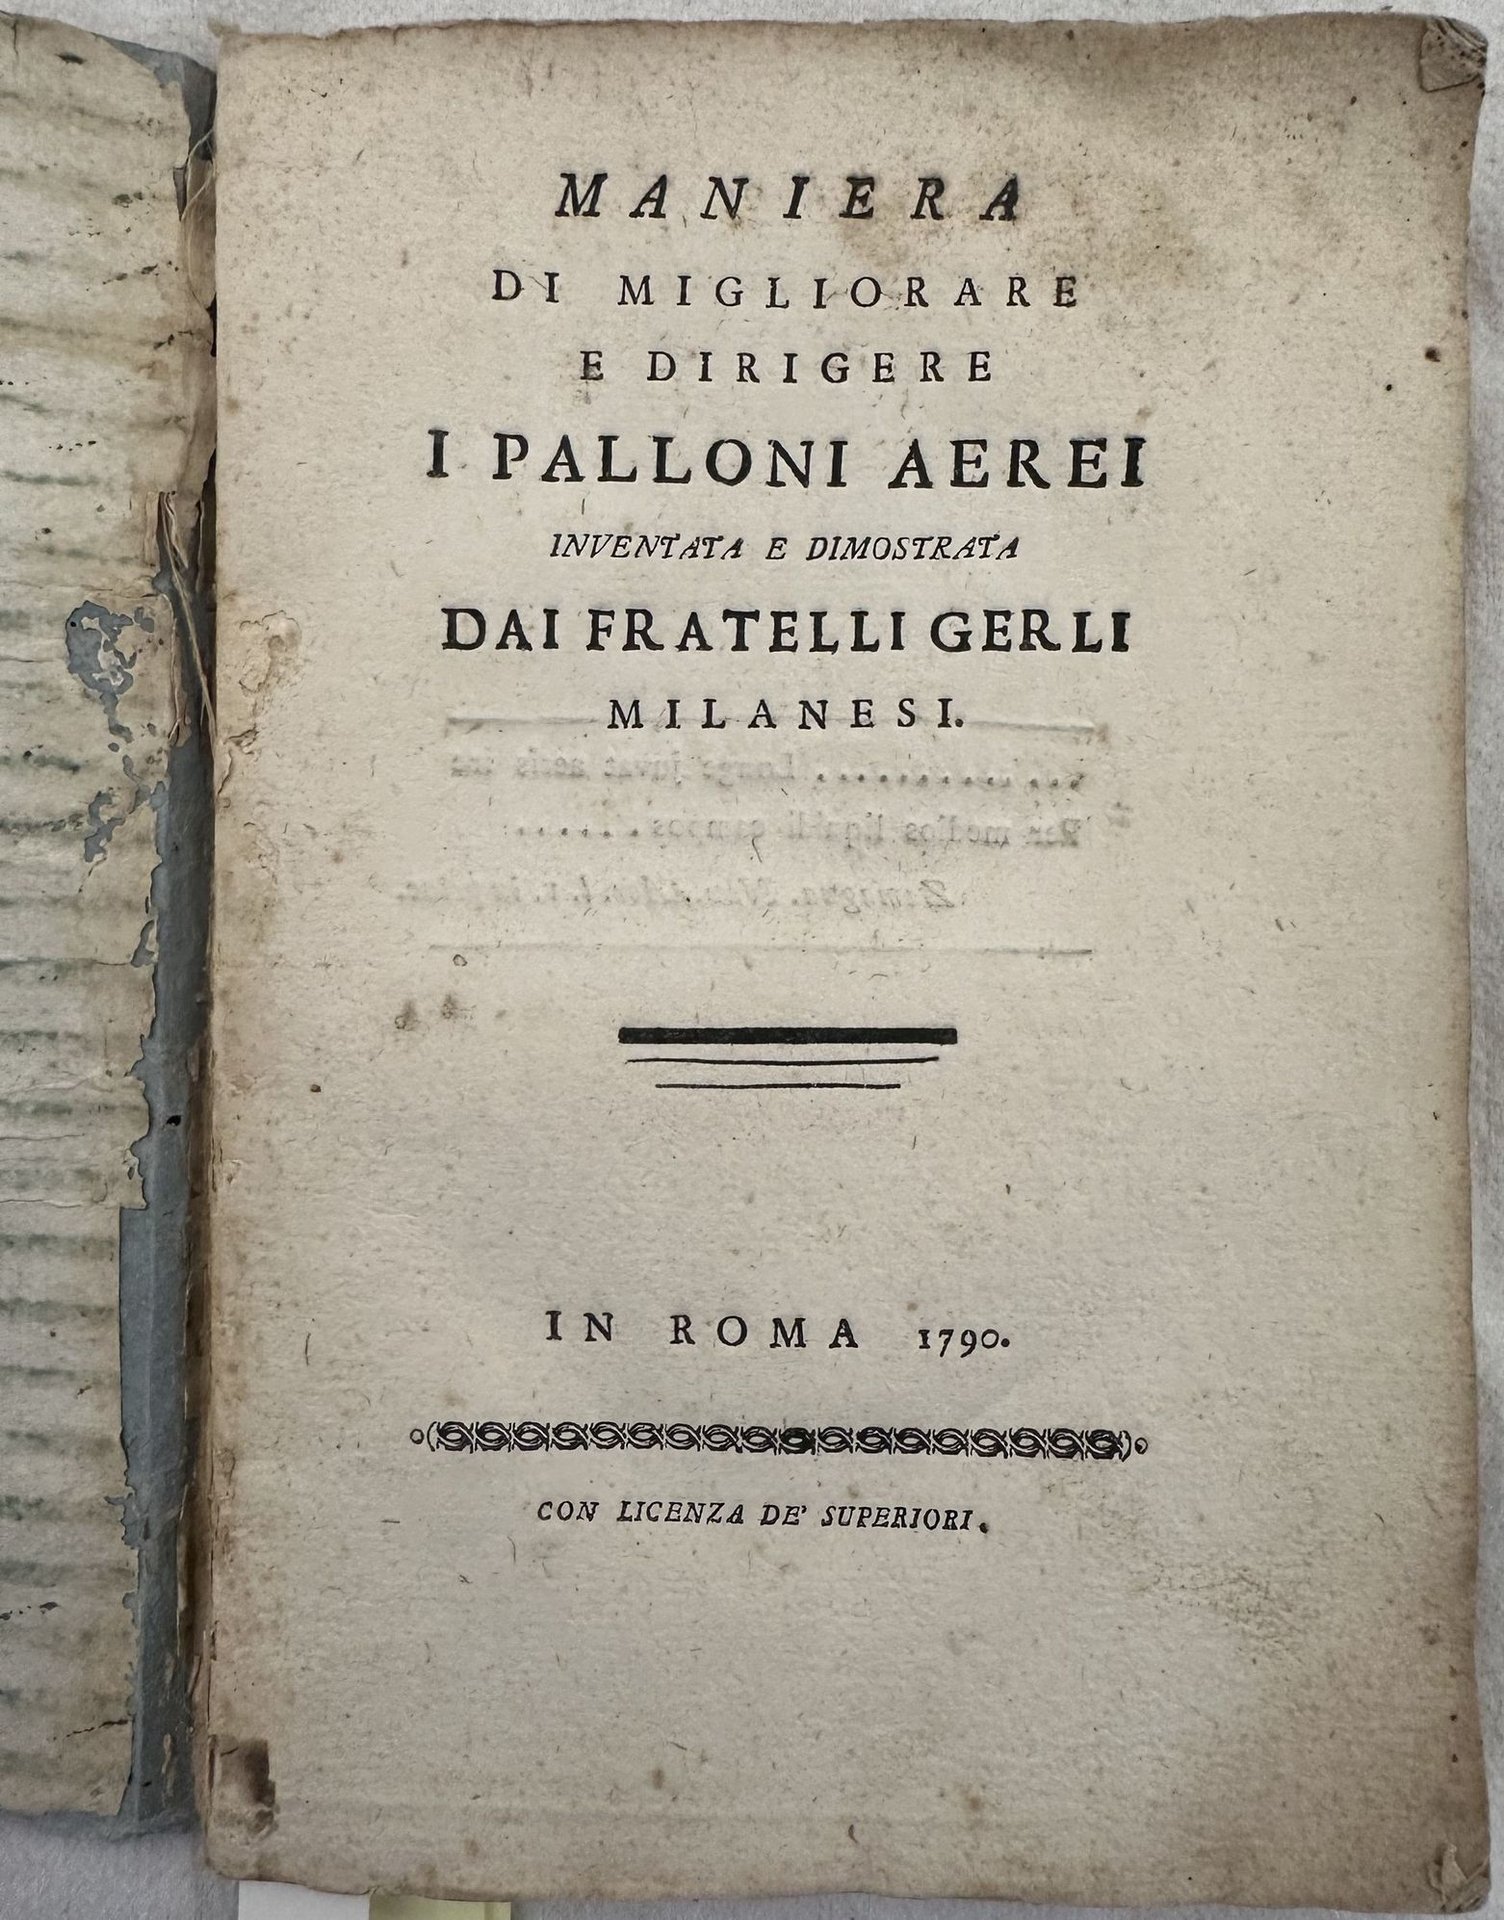 MANIERA
DI MIGLIORARE
E DIRIGERE
I PALLONI AEREI
INVENTATA E DIMOSTRATA
DAI FRATELLI GERLI
MILANESI.
IN ROMA 1790.
CON LICENZA DE' SUPERIORI.